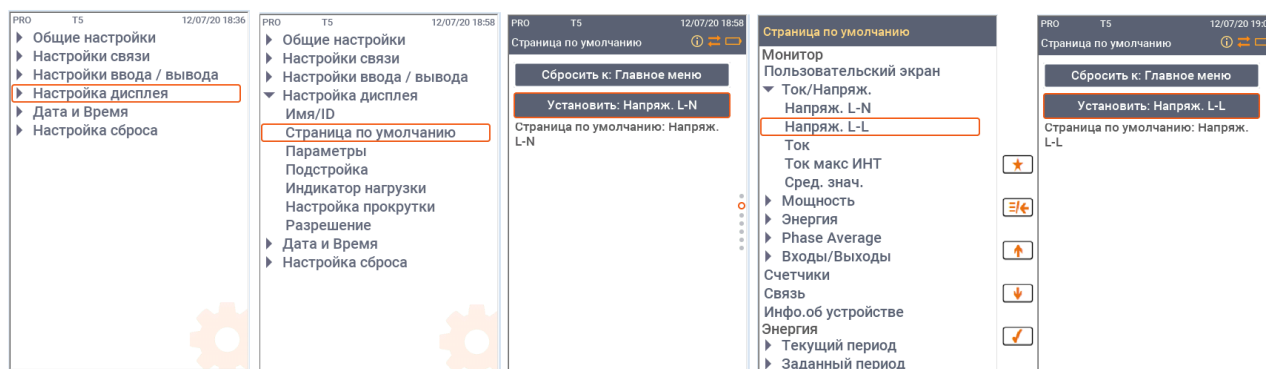 PRO T5 12/07/20 18:36
Общие настройки
Настройки связи
Настройки ввода / вывода
Настройка дисплея
Дата и Время
Настройка сброса
PRO T5 12/07/20 18:58
Общие настройки
Настройки связи
Настройки ввода / вывода
Настройка дисплея
Имя/ID
Страница по умолчанию
Параметры
Подстройка
Индикатор нагрузки
Настройка прокрутки
Разрешение
Дата и Время
Настройка сброса
PRO T5 12/07/20 18:58
Страница по умолчанию
Сбросить к: Главное меню
Установить: Напряж. L-N
Страница по умолчанию: Напряж.
L-N
Страница по умолчанию
Монитор
Пользовательский экран
Ток/Напряж.
Напряж. L-N
Напряж. L-L
Ток
Ток макс ИНТ
Сред. знач.
Мощность
Энергия
Phase Average
Входы/Выходы
Счетчики
Связь
Инфо.об устройстве
Энергия
Текущий период
Заданный период
PRO T5 12/07/20 19:0
Страница по умолчанию
Сбросить к: Главное меню
Установить: Напряж. L-L
Страница по умолчанию: Напряж.
L-L